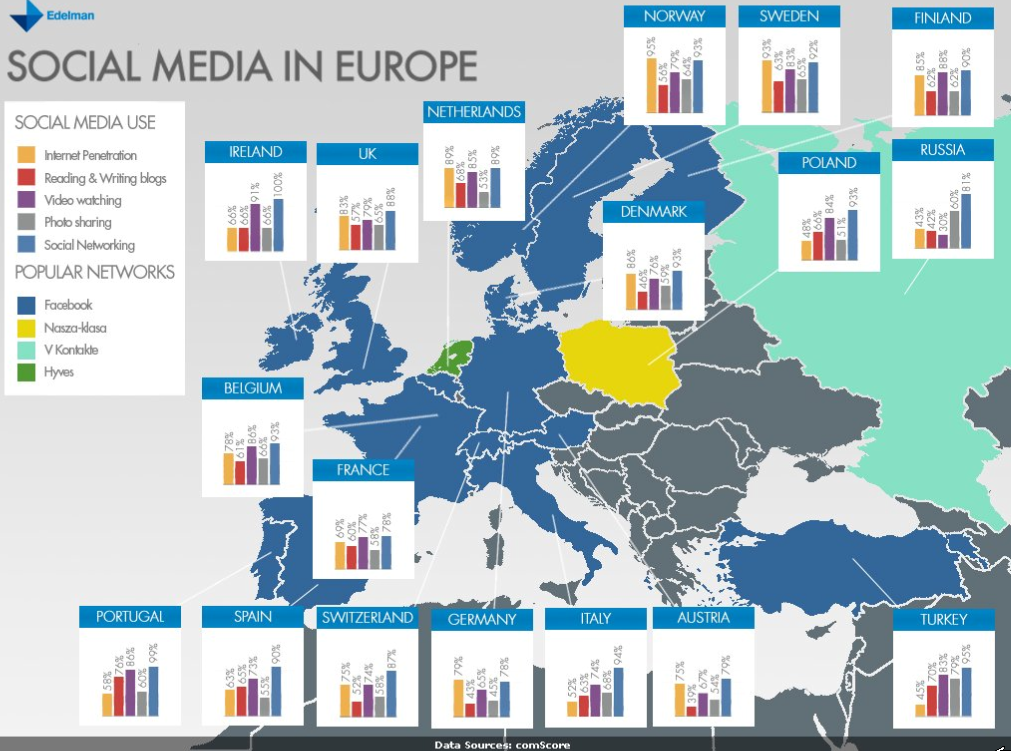 Edelman
SOCIAL MEDIA IN EUROPE
SOCIAL MEDIA USE
Internet Penetration
Reading & Writing blogs
Video watching
Photo sharing
Social Networking
POPULAR NETWORKS
Facebook
Nasza-klasa
V Kontakte
Hyves
NORWAY
95% 56% 79% 64% 93%
SWEDEN
93% 63% 83% 65% 92%
FINLAND
85% 62% 88% 62% 90%
NETHERLANDS
89% 68% 85% 53% 89%
IRELAND
66% 66% 91% 66% 100%
UK
83% 57% 79% 65% 88%
POLAND
48% 66% 84% 51% 93%
RUSSIA
43% 42% 30% 60% 81%
DENMARK
86% 46% 76% 59% 93%
BELGIUM
78% 61% 86% 66% 93%
FRANCE
69% 60% 77% 58% 78%
PORTUGAL
58% 76% 86% 60% 99%
SPAIN
63% 65% 73% 55% 90%
SWITZERLAND
75% 52% 74% 58% 87%
GERMANY
79% 43% 65% 45% 78%
ITALY
52% 63% 74% 68% 94%
AUSTRIA
75% 39% 67% 54% 79%
TURKEY
45% 70% 83% 79% 95%
Data Sources: comScore